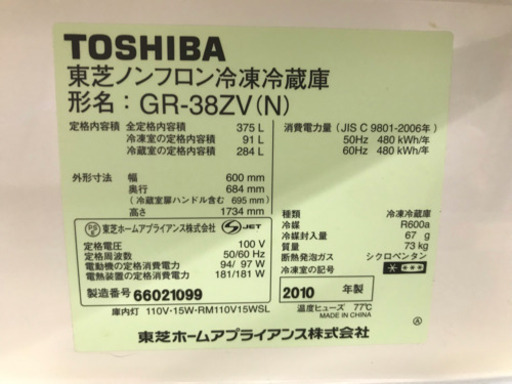 TOSHIBA
東芝ノンフロン冷凍冷蔵庫
形名：GR-38ZV(N)
定格内容積 全定格内容積 375 L
冷凍室の定格内容積 91 L
冷蔵室の定格内容積 284 L
消費電力量 (JIS C 9801-2006年)
50Hz 480 kWh/年
60Hz 480 kWh/年
外形寸法 幅 600 mm
奥行 684 mm
(冷蔵室扉ハンドル含む 695 mm)
高さ 1734 mm
PS E 東芝ホームアプライアンス株式会社 S JET
定格電圧 100 V
定格周波数 50/60 Hz
電動機の定格消費電力 94/ 97 W
電熱装置の定格消費電力 181/181 W
製造番号 66021099
庫内灯 110V・15W・RM110V15WSL
種類 冷凍冷蔵庫
冷媒 R600a
冷媒封入量 67 g
質量 73 kg
断熱発泡ガス シクロペンタン
冷凍室の記号
2010 年製
温度ヒューズ 77℃
MADE IN CHINA
東芝ホームアプライアンス株式会社 Ⓐ